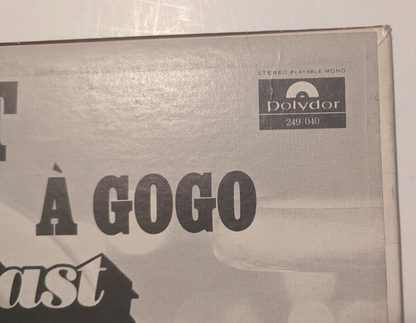 STEREO PLAYABLE MONO
Polydor
249 040
T
À GOGO
ast